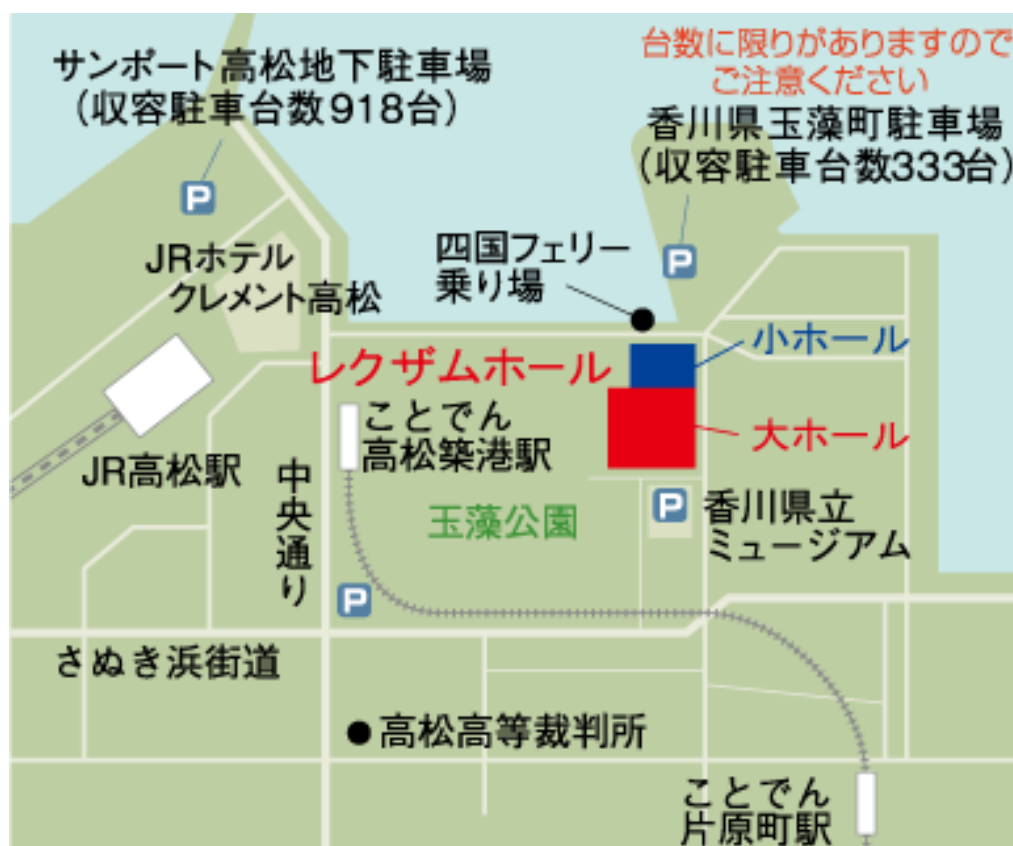 サンポート高松地下駐車場
(収容駐車台数918台)
台数に限りがありますので
ご注意ください
香川県玉藻町駐車場
(収容駐車台数333台)
P
P
JRホテル
クレメント高松
四国フェリー
乗り場
小ホール
レクザムホール
大ホール
ことでん
高松築港駅
JR高松駅
中央通り
玉藻公園
P
香川県立
ミュージアム
P
さぬき浜街道
高松高等裁判所
ことでん
片原町駅